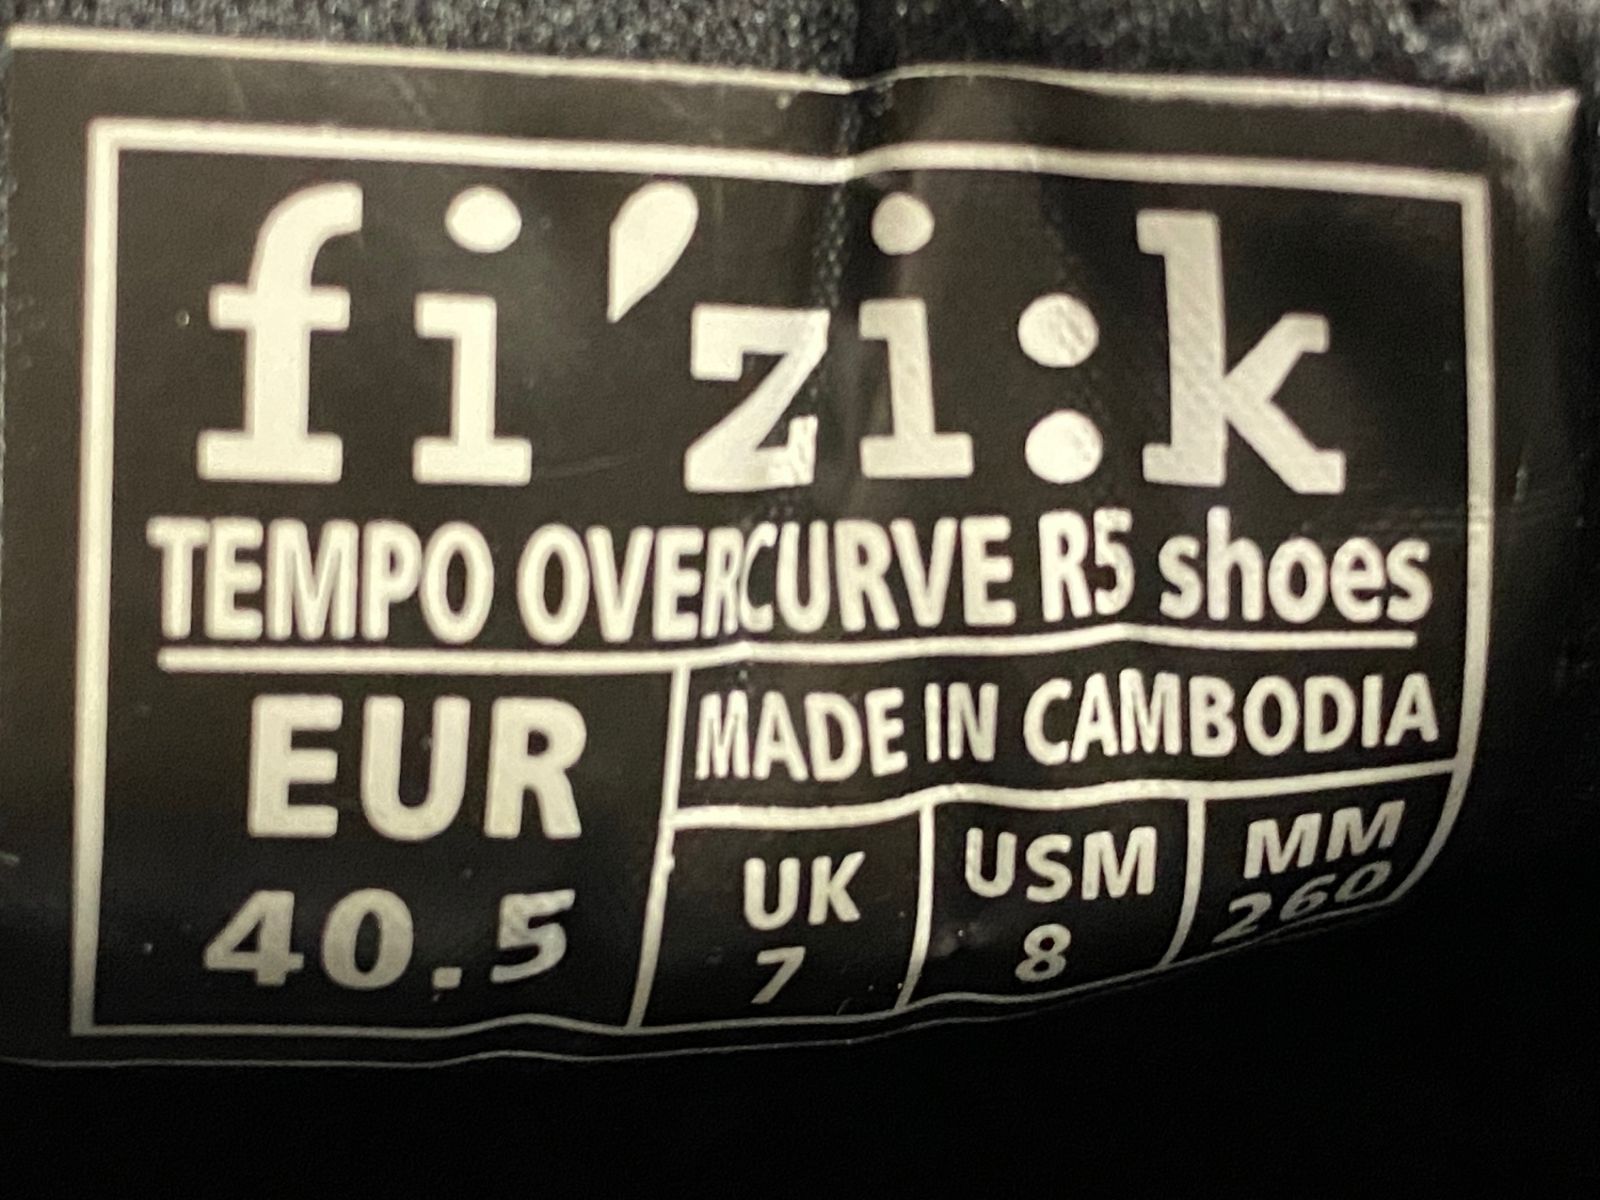 fi'zi:k
TEMPO OVERCURVE R5 shoes
EUR
40.5
MADE IN CAMBODIA
UK
7
USM
8
MM
260